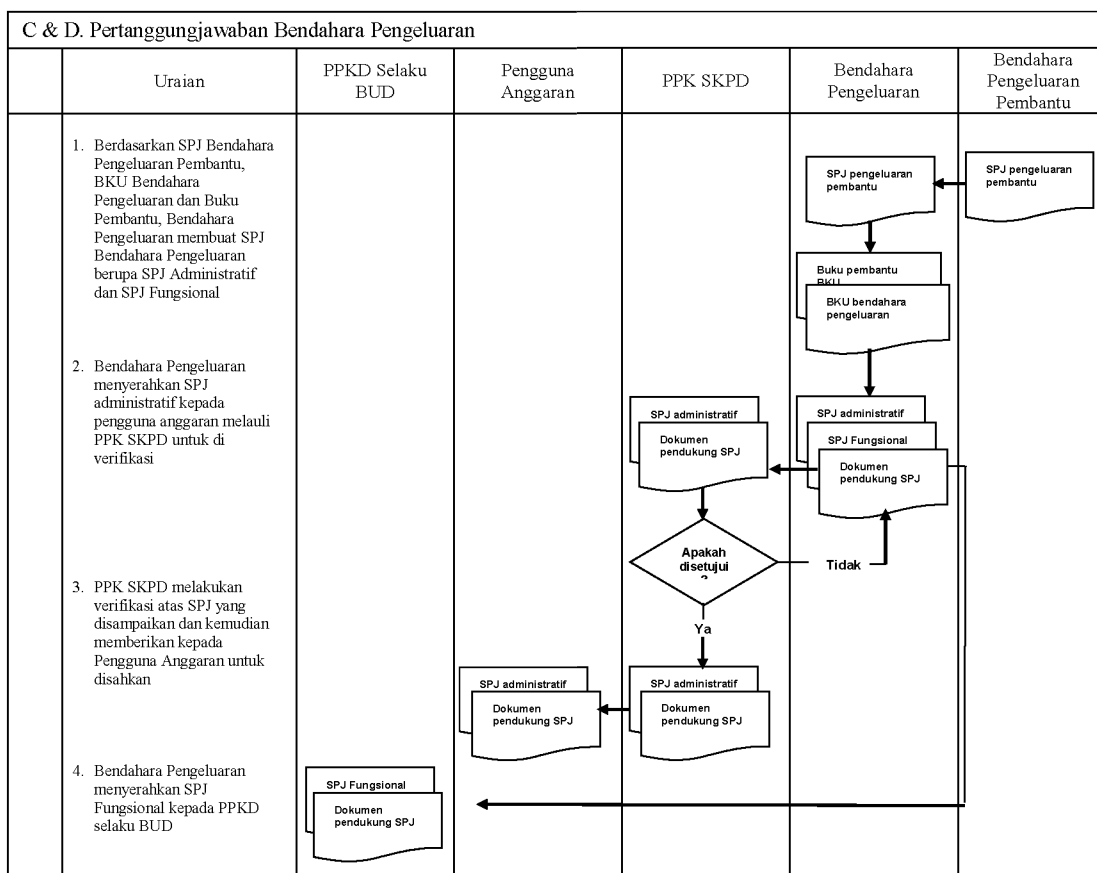 C & D. Pertanggungjawaban Bendahara Pengeluaran
Uraian
PPKD Selaku
BUD
Pengguna
Anggaran
PPK SKPD
Bendahara
Pengeluaran
Bendahara
Pengeluaran
Pembantu
1. Berdasarkan SPJ Bendahara
Pengeluaran Pembantu,
BKU Bendahara
Pengeluaran dan Buku
Pembantu, Bendahara
Pengeluaran membuat SPJ
Bendahara Pengeluaran
berupa SPJ Administratif
dan SPJ Fungsional
SPJ pengeluaran
pembantu
SPJ pengeluaran
pembantu
Buku pembantu
BKU
BKU bendahara
pengeluaran
2. Bendahara Pengeluaran
menyerahkan SPJ
administratif kepada
pengguna anggaran melauli
PPK SKPD untuk di
verifikasi
SPJ administratif
Dokumen
pendukung SPJ
SPJ administratif
SPJ Fungsional
Dokumen
pendukung SPJ
Apakah
disetujui
?
Tidak
Ya
3. PPK SKPD melakukan
verifikasi atas SPJ yang
disampaikan dan kemudian
memberikan kepada
Pengguna Anggaran untuk
disahkan
SPJ administratif
Dokumen
pendukung SPJ
SPJ administratif
Dokumen
pendukung SPJ
4. Bendahara Pengeluaran
menyerahkan SPJ
Fungsional kepada PPKD
selaku BUD
SPJ Fungsional
Dokumen
pendukung SPJ